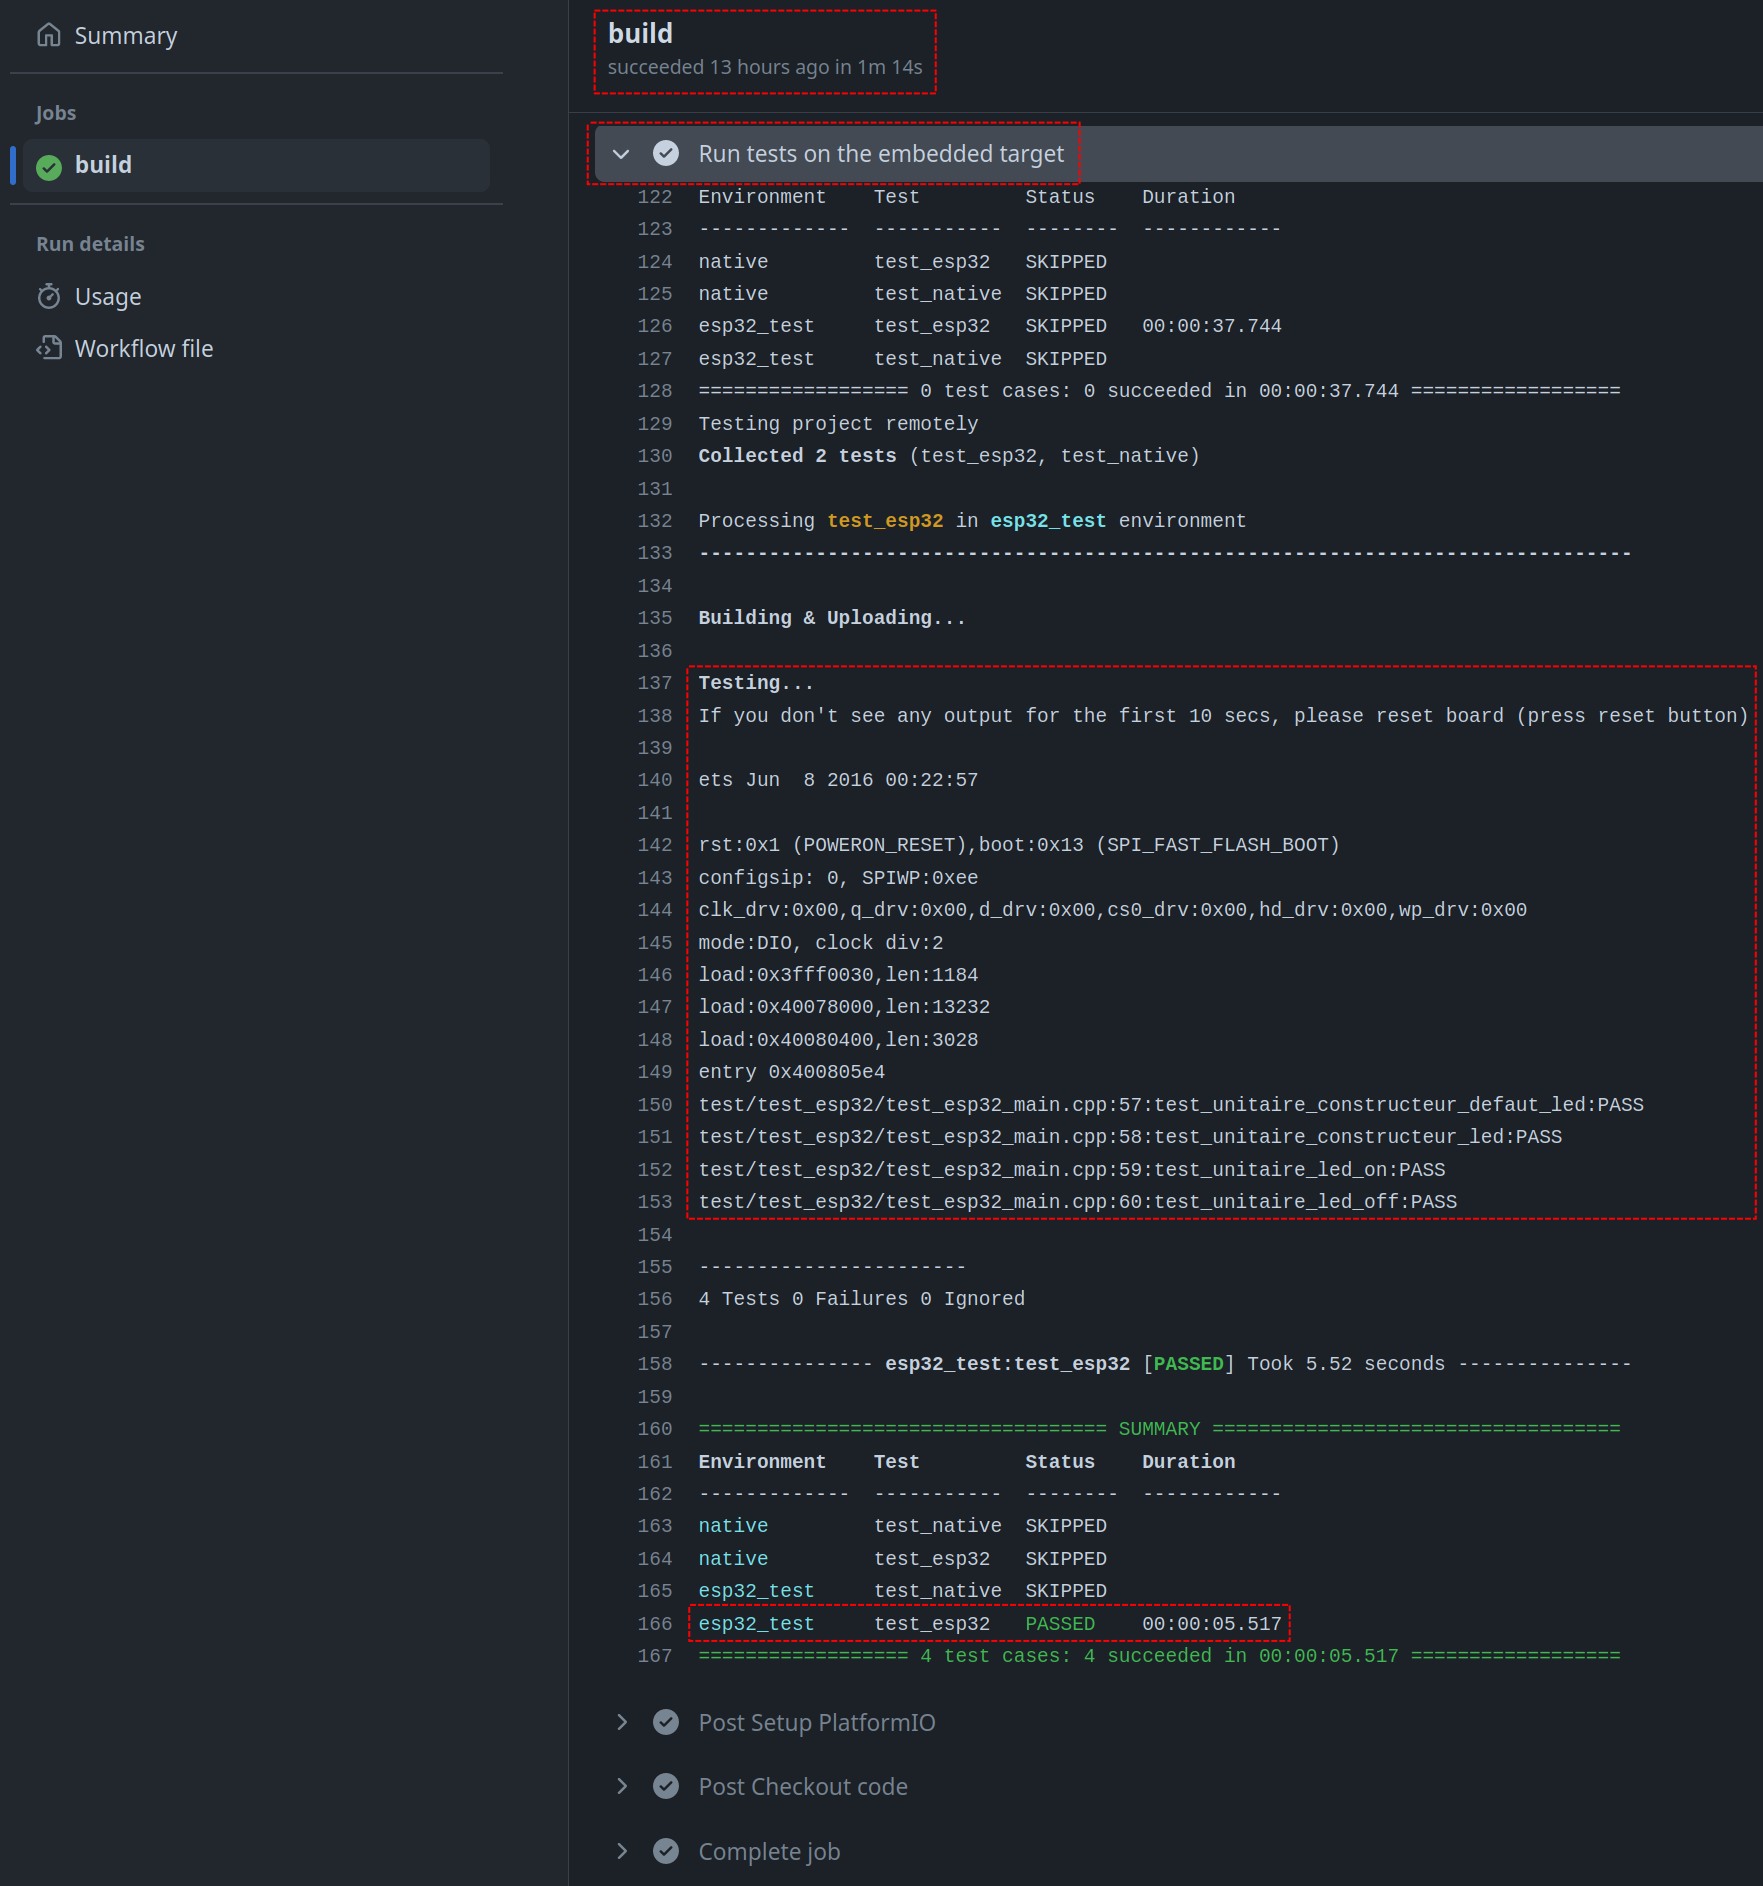 Summary
Jobs
build
Run details
Usage
Workflow file
build
succeeded 13 hours ago in 1m 14s
Run tests on the embedded target
122 Environment    Test         Status    Duration
123 -------------  -----------  --------  ------------
124 native         test_esp32   SKIPPED
125 native         test_native  SKIPPED
126 esp32_test     test_esp32   SKIPPED   00:00:37.744
127 esp32_test     test_native  SKIPPED
128 ================== 0 test cases: 0 succeeded in 00:00:37.744 ==================
129 Testing project remotely
130 Collected 2 tests (test_esp32, test_native)
131
132 Processing test_esp32 in esp32_test environment
133 --------------------------------------------------------------------------------
134
135 Building & Uploading...
136
137 Testing...
138 If you don't see any output for the first 10 secs, please reset board (press reset button)
139
140 ets Jun  8 2016 00:22:57
141
142 rst:0x1 (POWERON_RESET),boot:0x13 (SPI_FAST_FLASH_BOOT)
143 configsip: 0, SPIWP:0xee
144 clk_drv:0x00,q_drv:0x00,d_drv:0x00,cs0_drv:0x00,hd_drv:0x00,wp_drv:0x00
145 mode:DIO, clock div:2
146 load:0x3fff0030,len:1184
147 load:0x40078000,len:13232
148 load:0x40080400,len:3028
149 entry 0x400805e4
150 test/test_esp32/test_esp32_main.cpp:57:test_unitaire_constructeur_defaut_led:PASS
151 test/test_esp32/test_esp32_main.cpp:58:test_unitaire_constructeur_led:PASS
152 test/test_esp32/test_esp32_main.cpp:59:test_unitaire_led_on:PASS
153 test/test_esp32/test_esp32_main.cpp:60:test_unitaire_led_off:PASS
154
155 -----------------------
156 4 Tests 0 Failures 0 Ignored
157
158 --------------- esp32_test:test_esp32 [PASSED] Took 5.52 seconds ---------------
159
160 =================================== SUMMARY ===================================
161 Environment    Test         Status    Duration
162 -------------  -----------  --------  ------------
163 native         test_native  SKIPPED
164 native         test_esp32   SKIPPED
165 esp32_test     test_native  SKIPPED
166 esp32_test     test_esp32   PASSED    00:00:05.517
167 ================== 4 test cases: 4 succeeded in 00:00:05.517 ==================
Post Setup PlatformIO
Post Checkout code
Complete job